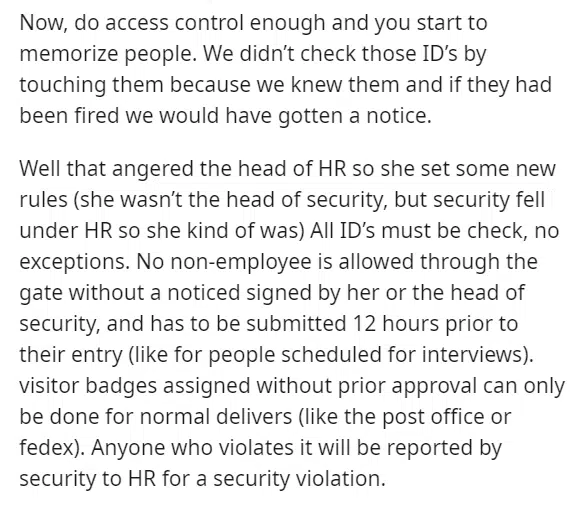 Now, do access control enough and you start to
memorize people. We didn’t check those ID’s by
touching them because we knew them and if they had
been fired we would have gotten a notice.
Well that angered the head of HR so she set some new
rules (she wasn’t the head of security, but security fell
under HR so she kind of was) All ID’s must be check, no
exceptions. No non-employee is allowed through the
gate without a noticed signed by her or the head of
security, and has to be submitted 12 hours prior to
their entry (like for people scheduled for interviews).
visitor badges assigned without prior approval can only
be done for normal delivers (like the post office or
fedex). Anyone who violates it will be reported by
security to HR for a security violation.